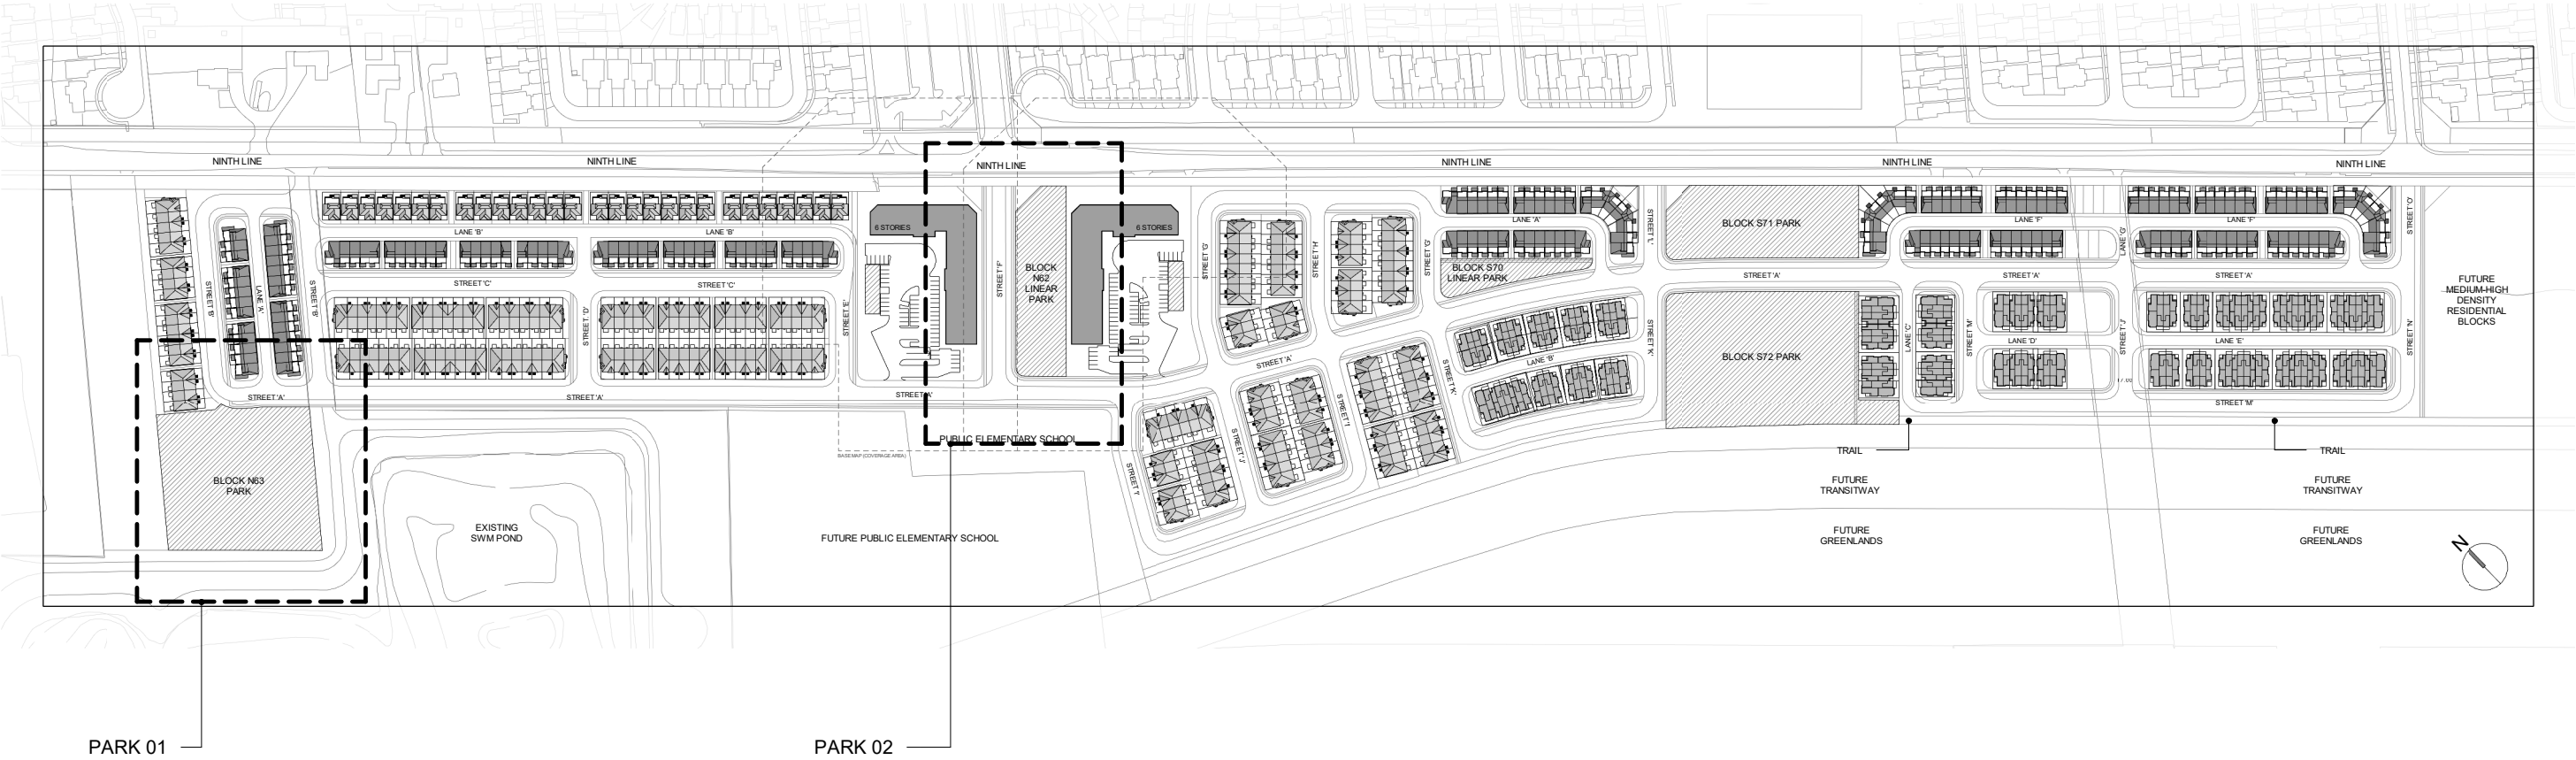 NINTH LINE
NINTH LINE
NINTH LINE
NINTH LINE
NINTH LINE
NINTH LINE
LANE 'B'
LANE 'B'
6 STORIES
6 STORIES
LANE 'A'
LANE 'F'
LANE 'F'
STREET 'B'
LANE 'A'
STREET 'B'
STREET 'C'
STREET 'C'
STREET 'D'
STREET 'E'
STREET 'F'
BLOCK
N62
LINEAR
PARK
STREET 'G'
STREET 'H'
STREET 'G'
BLOCK S70
LINEAR PARK
STREET 'L'
BLOCK S71 PARK
STREET 'A'
STREET 'A'
STREET 'A'
LANE 'G'
STREET 'O'
FUTURE
MEDIUM-HIGH
DENSITY
RESIDENTIAL
BLOCKS
STREET 'A'
STREET 'K'
LANE 'B'
STREET 'K'
BLOCK S72 PARK
LANE 'C'
STREET 'M'
LANE 'D'
STREET 'J'
LANE 'E'
STREET 'N'
STREET 'M'
STREET 'A'
STREET 'A'
STREET 'A'
STREET 'I'
STREET 'J'
STREET 'I'
PUBLIC ELEMENTARY SCHOOL
BASE MAP (COVERAGE AREA)
TRAIL
TRAIL
BLOCK N63
PARK
EXISTING
SWM POND
FUTURE PUBLIC ELEMENTARY SCHOOL
FUTURE
TRANSITWAY
FUTURE
TRANSITWAY
FUTURE
GREENLANDS
FUTURE
GREENLANDS
N
PARK 01
PARK 02